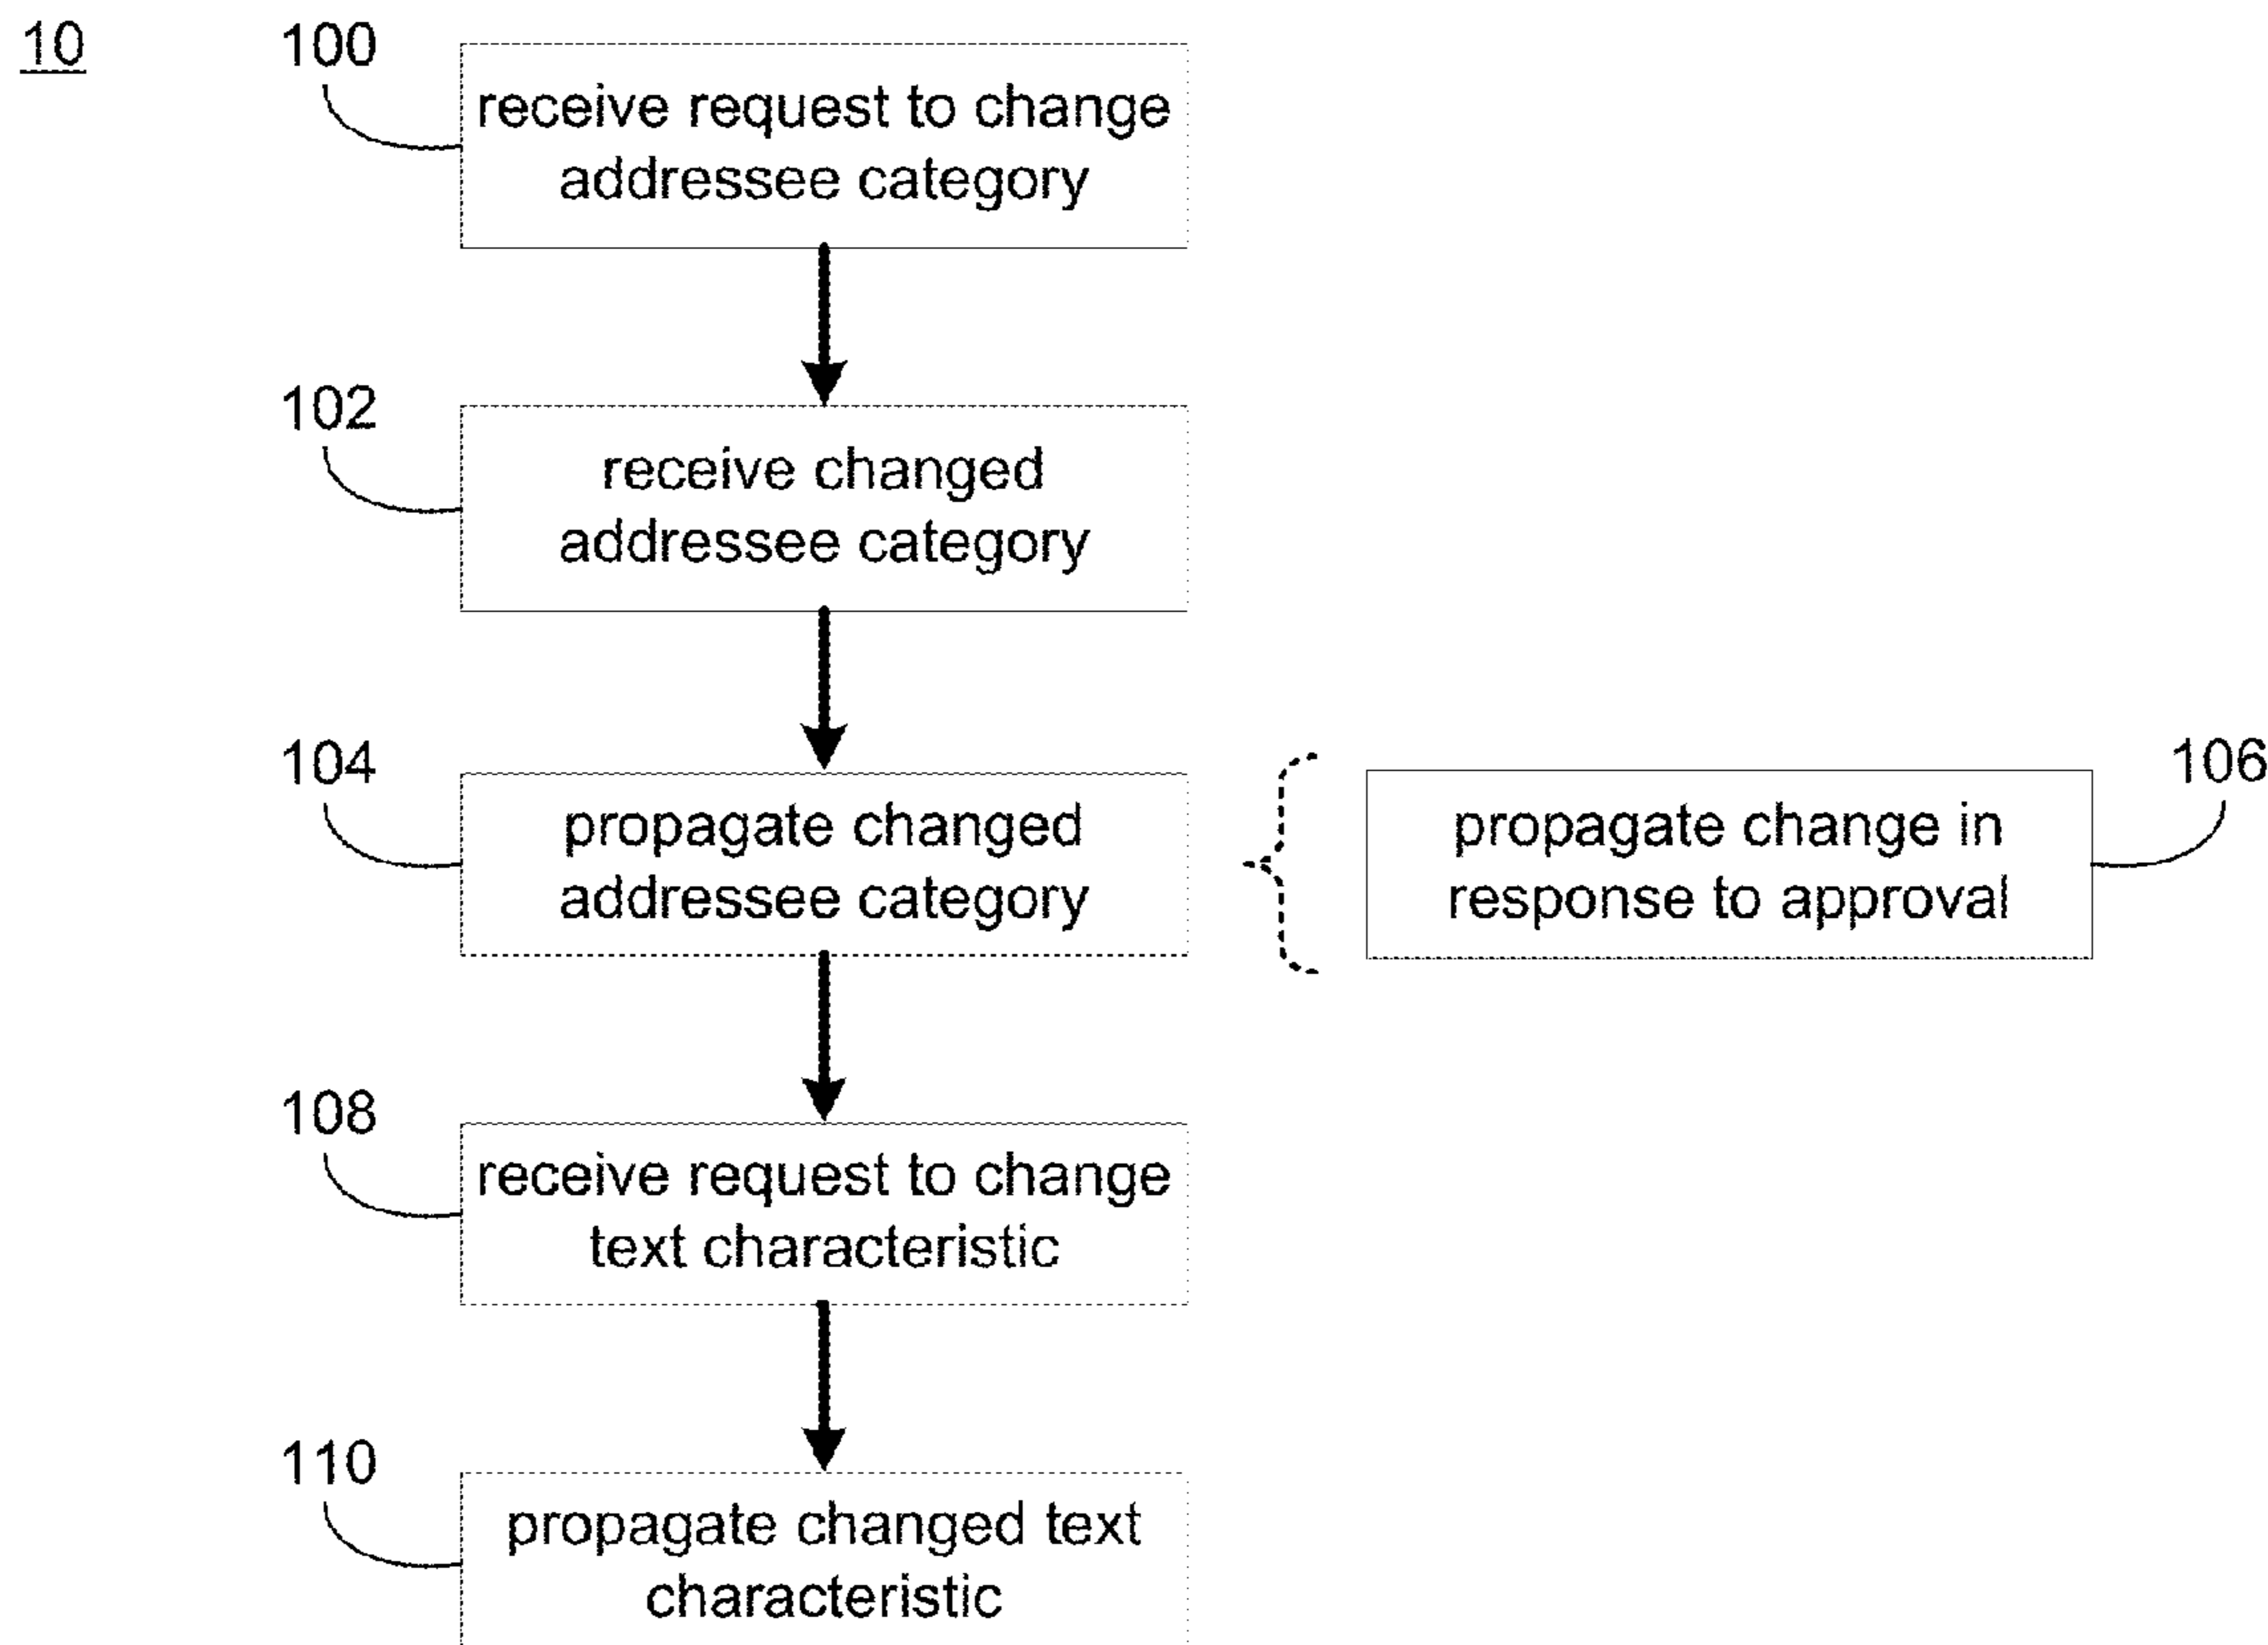 10
100
receive request to change
addressee category
102
receive changed
addressee category
104
propagate changed
addressee category
106
propagate change in
response to approval
108
receive request to change
text characteristic
110
propagate changed text
characteristic